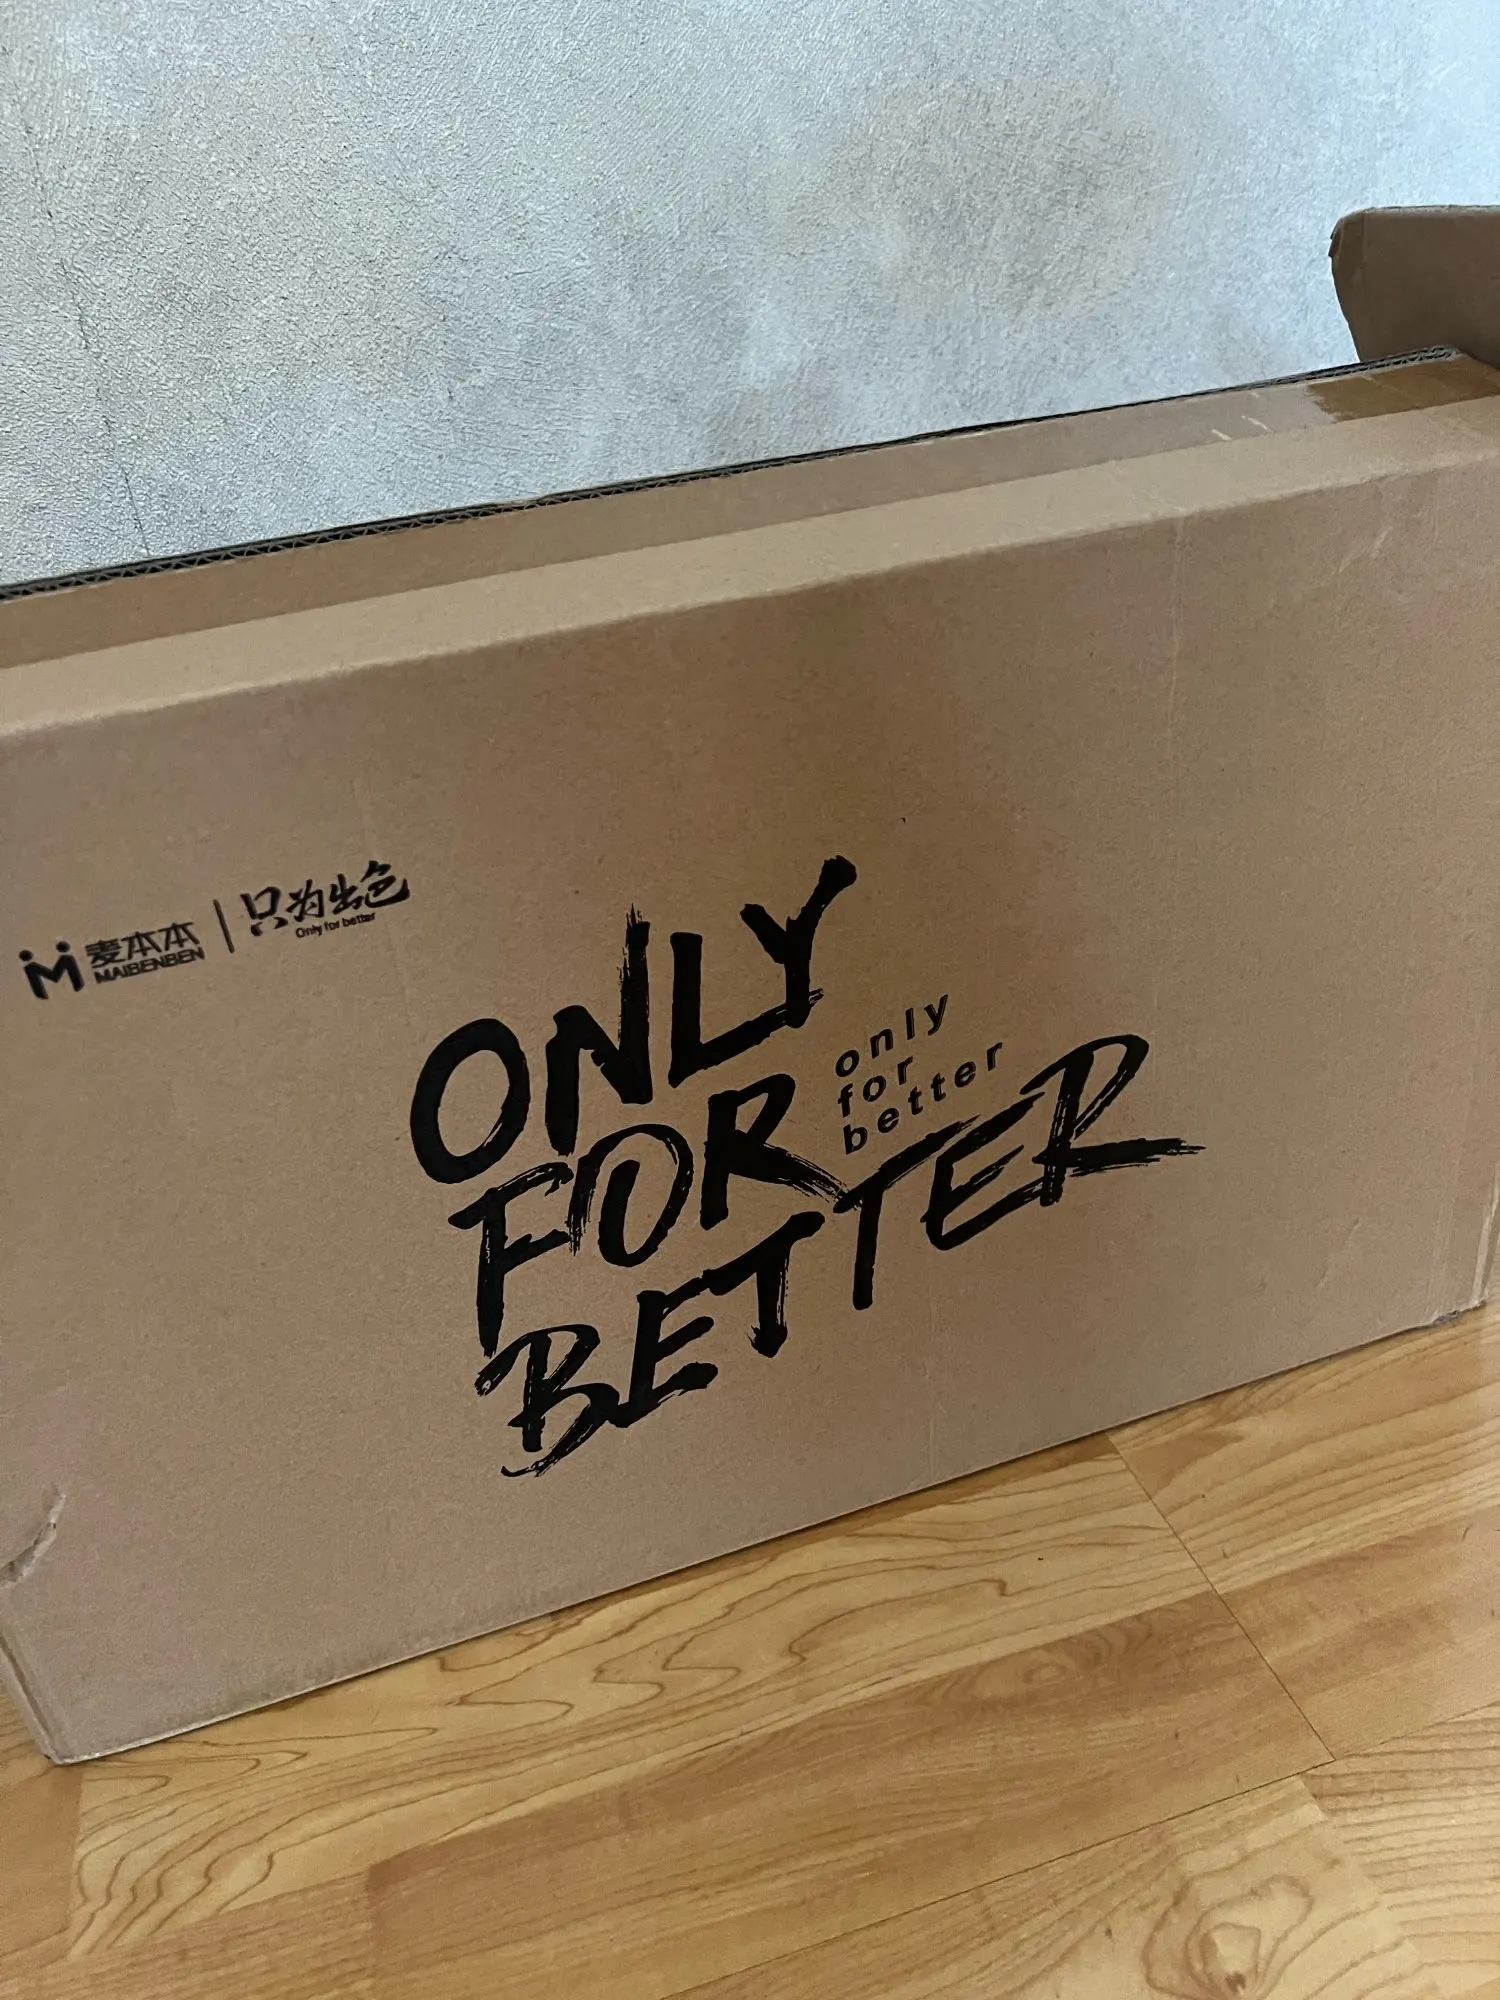 麦本本
MAIBENBEN
只为出色
Only for better
ONLY
FOR
BETTER
only
for
better